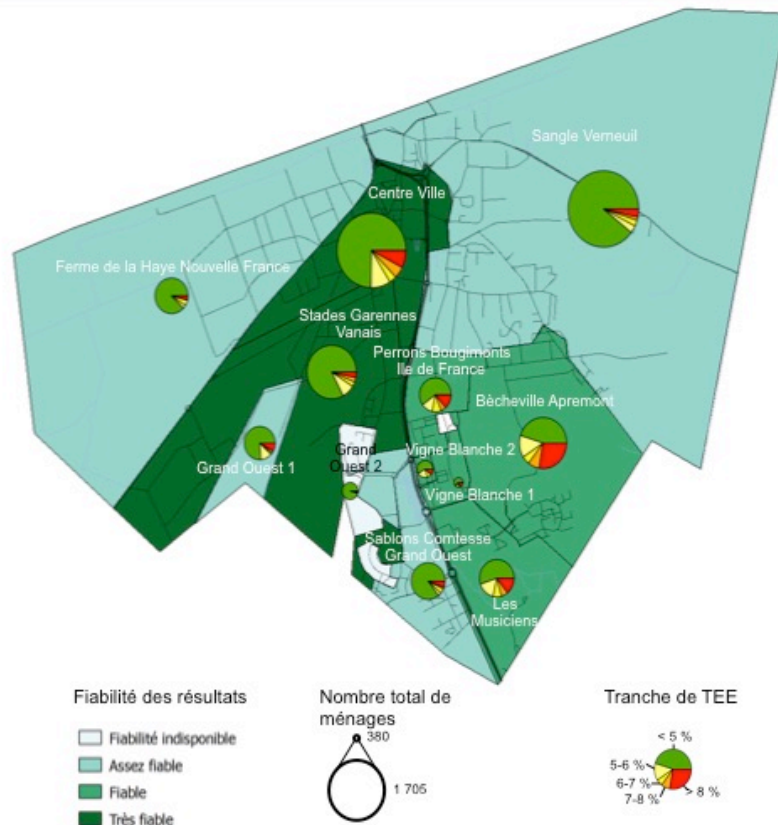 Sangle Verneuil
Centre Ville
Ferme de la Haye Nouvelle France
Stades Garennes
Vanais
Perrons Bougimonts
Ile de France
Bècheville Apremont
Grand Ouest 1
Grand
Ouest 2
Vigne Blanche 2
Vigne Blanche 1
Sablons Comtesse
Grand Ouest
Les
Musiciens
Fiabilité des résultats
Fiabilité indisponible
Assez fiable
Fiable
Très fiable
Nombre total de
ménages
380
1 705
Tranche de TEE
< 5 %
5-6 %
6-7 %
7-8 %
> 8 %